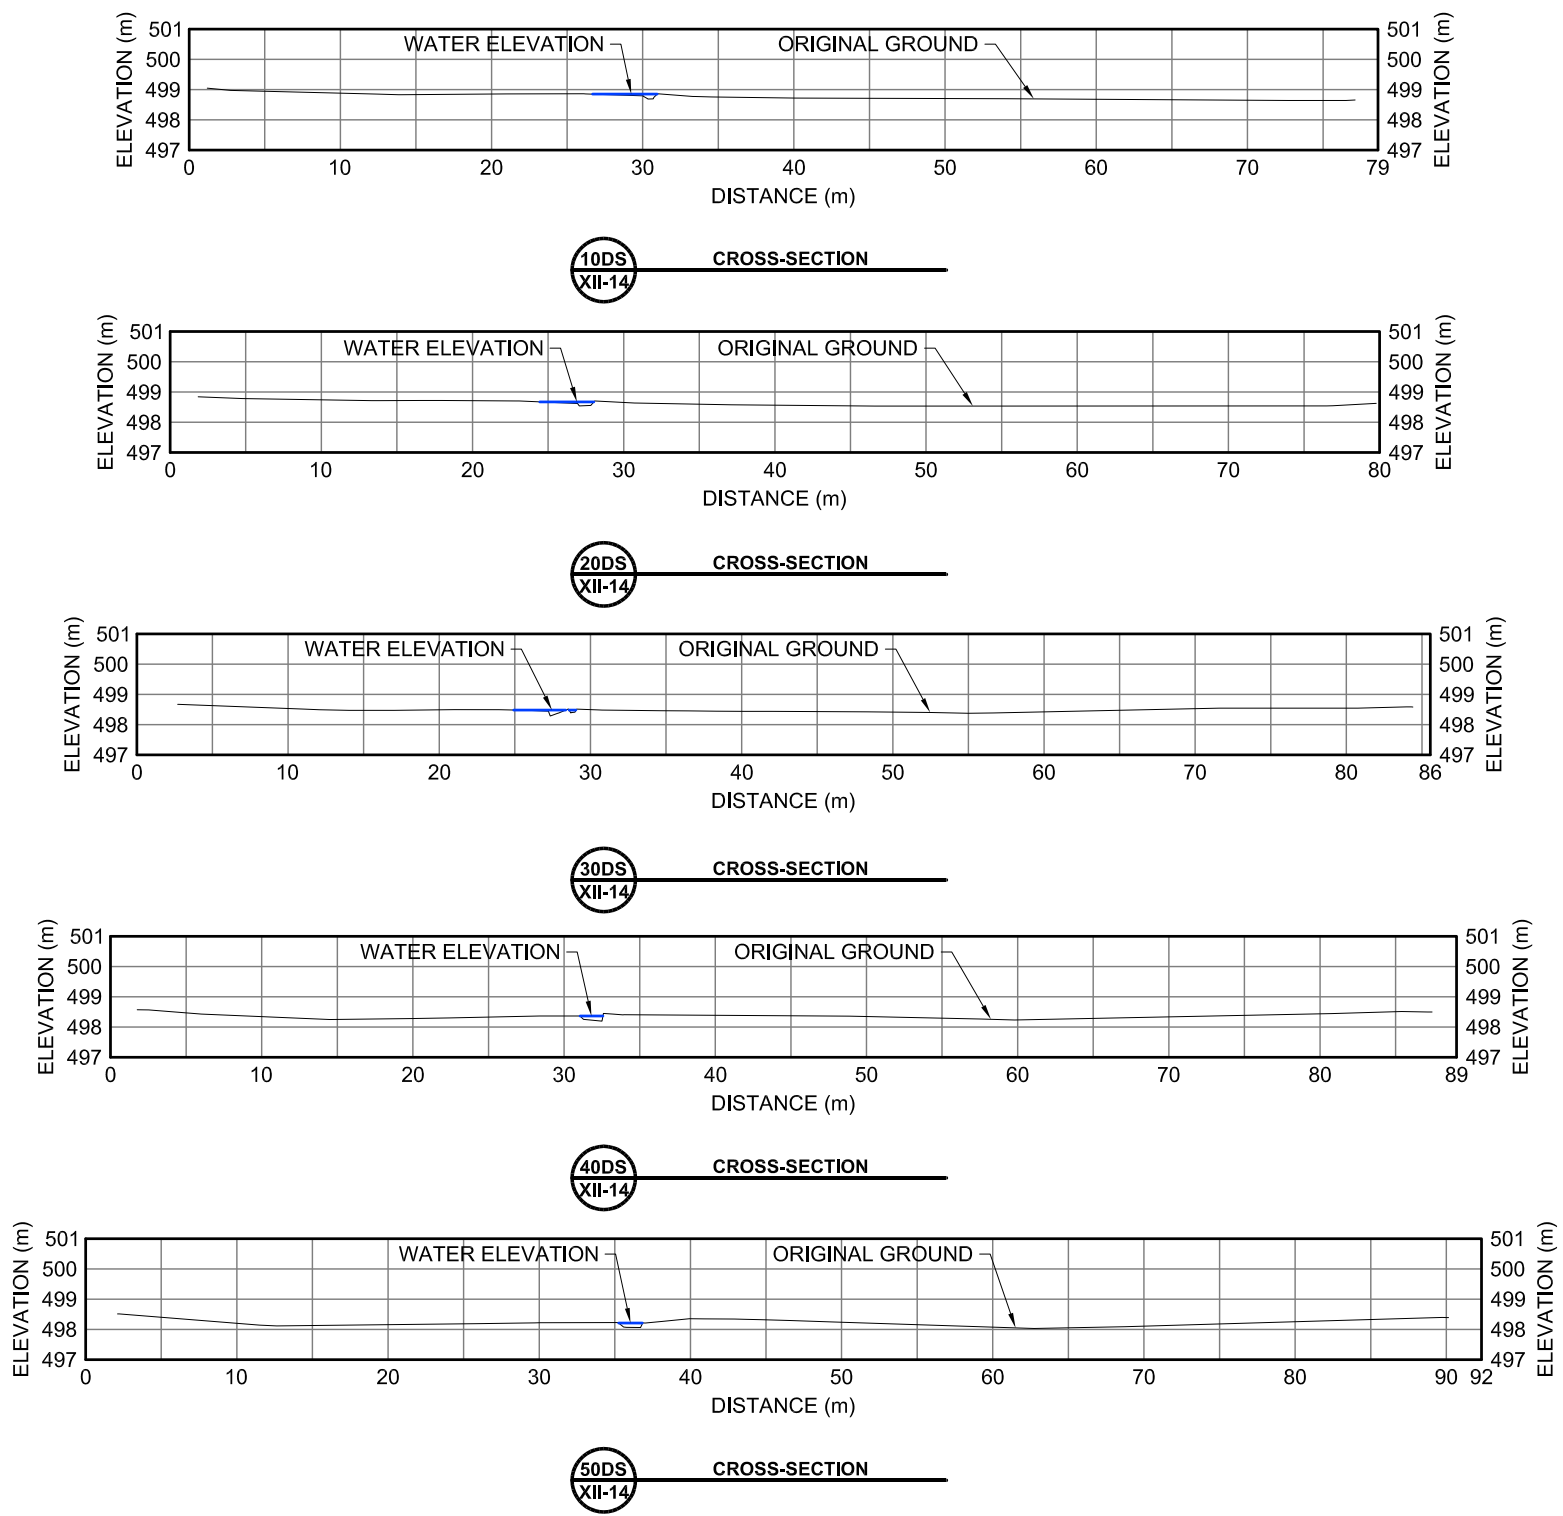 501 501
WATER ELEVATION ORIGINAL GROUND
500 500
499 499
498 498
497 497
ELEVATION (m) ELEVATION (m)
0 10 20 30 40 50 60 70 79
DISTANCE (m)
10DS CROSS-SECTION
XII-14
501 501
WATER ELEVATION ORIGINAL GROUND
500 500
499 499
498 498
497 497
ELEVATION (m) ELEVATION (m)
0 10 20 30 40 50 60 70 80
DISTANCE (m)
20DS CROSS-SECTION
XII-14
501 501
WATER ELEVATION ORIGINAL GROUND
500 500
499 499
498 498
497 497
ELEVATION (m) ELEVATION (m)
0 10 20 30 40 50 60 70 80 86
DISTANCE (m)
30DS CROSS-SECTION
XII-14
501 501
WATER ELEVATION ORIGINAL GROUND
500 500
499 499
498 498
497 497
ELEVATION (m) ELEVATION (m)
0 10 20 30 40 50 60 70 80 89
DISTANCE (m)
40DS CROSS-SECTION
XII-14
501 501
WATER ELEVATION ORIGINAL GROUND
500 500
499 499
498 498
497 497
ELEVATION (m) ELEVATION (m)
0 10 20 30 40 50 60 70 80 90 92
DISTANCE (m)
50DS CROSS-SECTION
XII-14